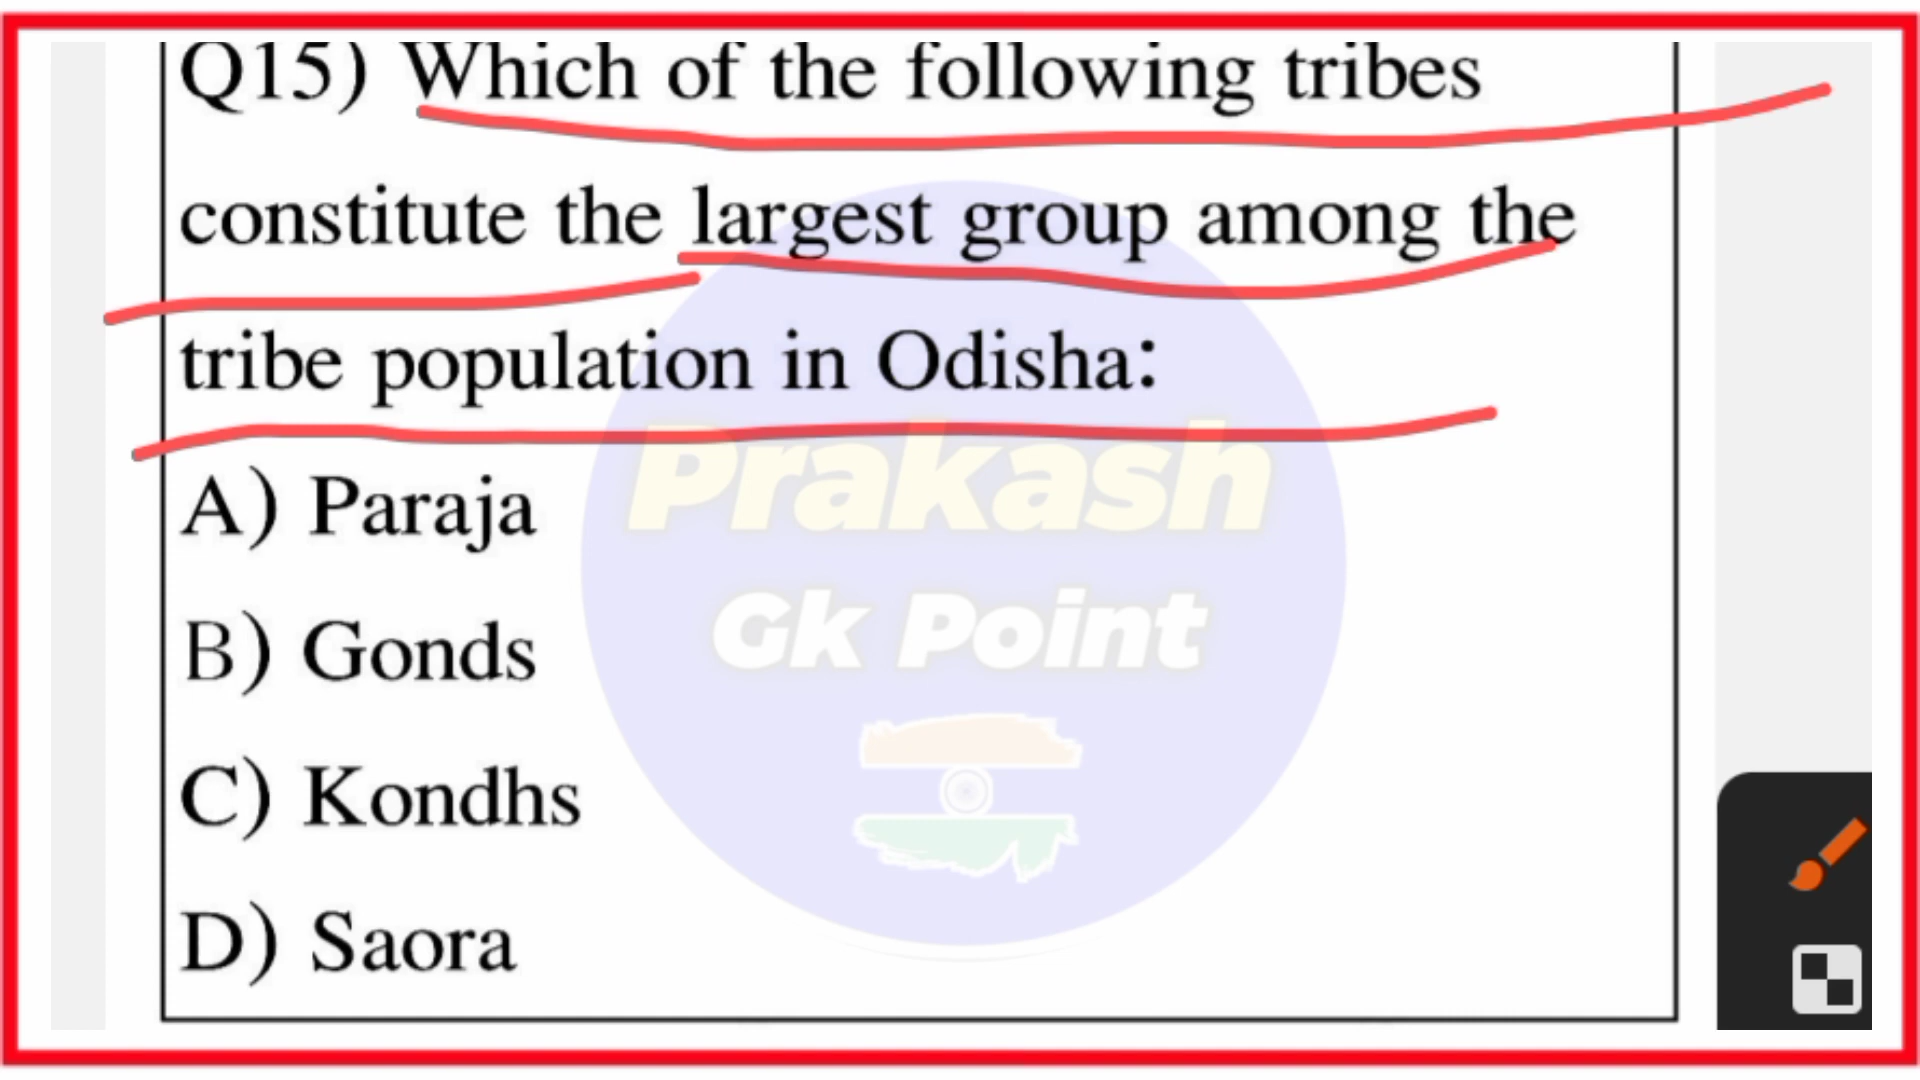 Q15) Which of the following tribes
constitute the largest group among the
tribe population in Odisha:
Prakash
A) Paraja
Gk Point
B) Gonds
C) Kondhs
D) Saora